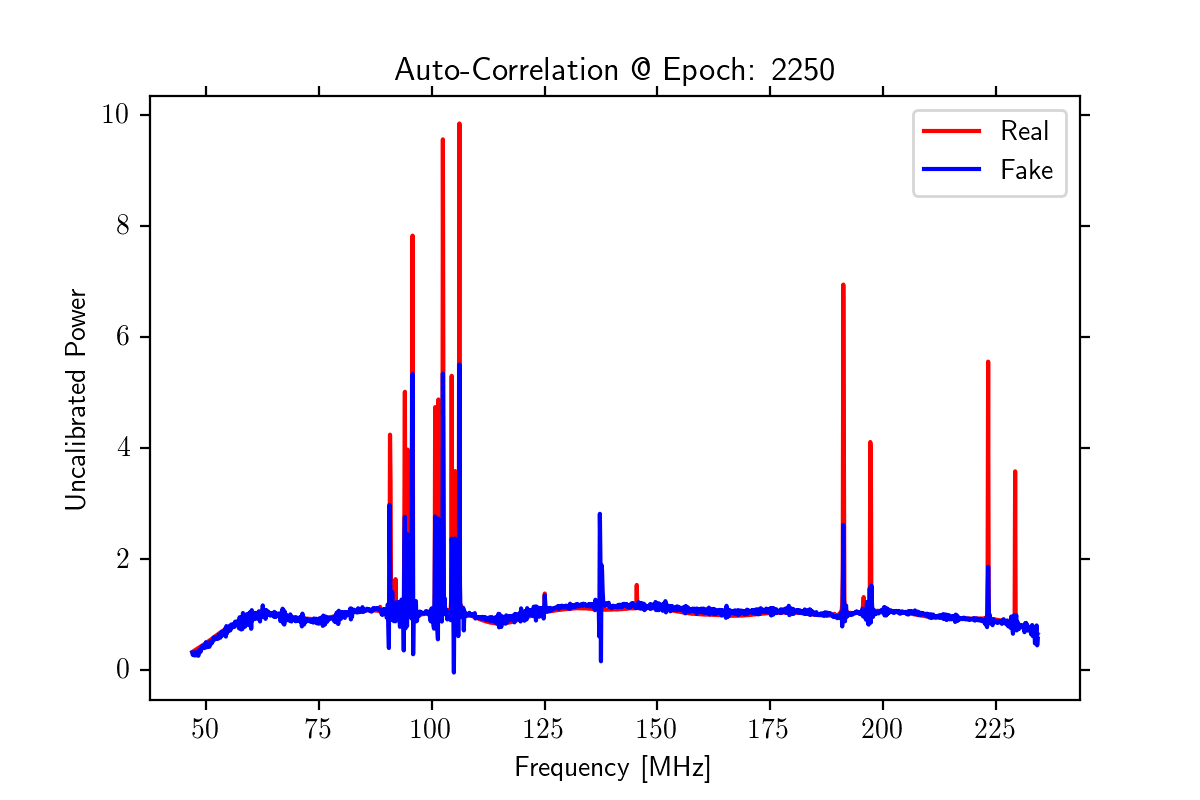 Auto-Correlation @ Epoch: 2250
Real
Fake
Uncalibrated Power
10
8
6
4
2
0
50 75 100 125 150 175 200 225
Frequency [MHz]